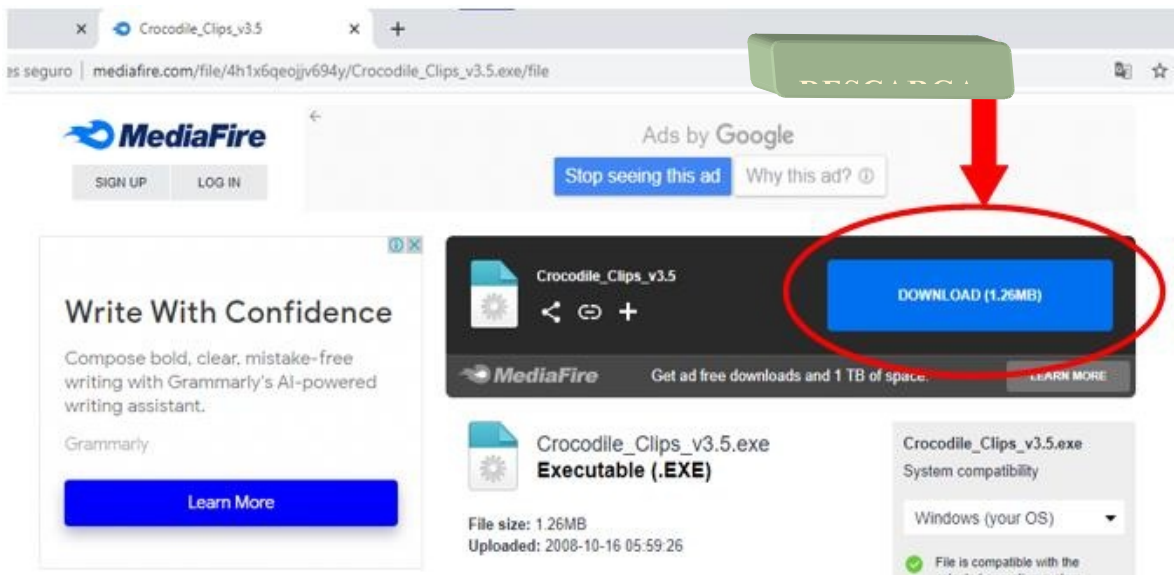 Crocodile_Clips_v3.5
es seguro | mediafire.com/file/4h1x6qeojjv694y/Crocodile_Clips_v3.5.exe/file
DESCARGA
MediaFire
SIGN UP LOG IN
Ads by Google
Stop seeing this ad Why this ad?
Write With Confidence
Compose bold, clear, mistake-free
writing with Grammarly's AI-powered
writing assistant.
Grammarly
Learn More
Crocodile_Clips_v3.5
DOWNLOAD (1.26MB)
MediaFire Get ad free downloads and 1 TB of space. LEARN MORE
Crocodile_Clips_v3.5.exe
Executable (.EXE)
File size: 1.26MB
Uploaded: 2008-10-16 05:59:26
Crocodile_Clips_v3.5.exe
System compatibility
Windows (your OS)
File is compatible with the